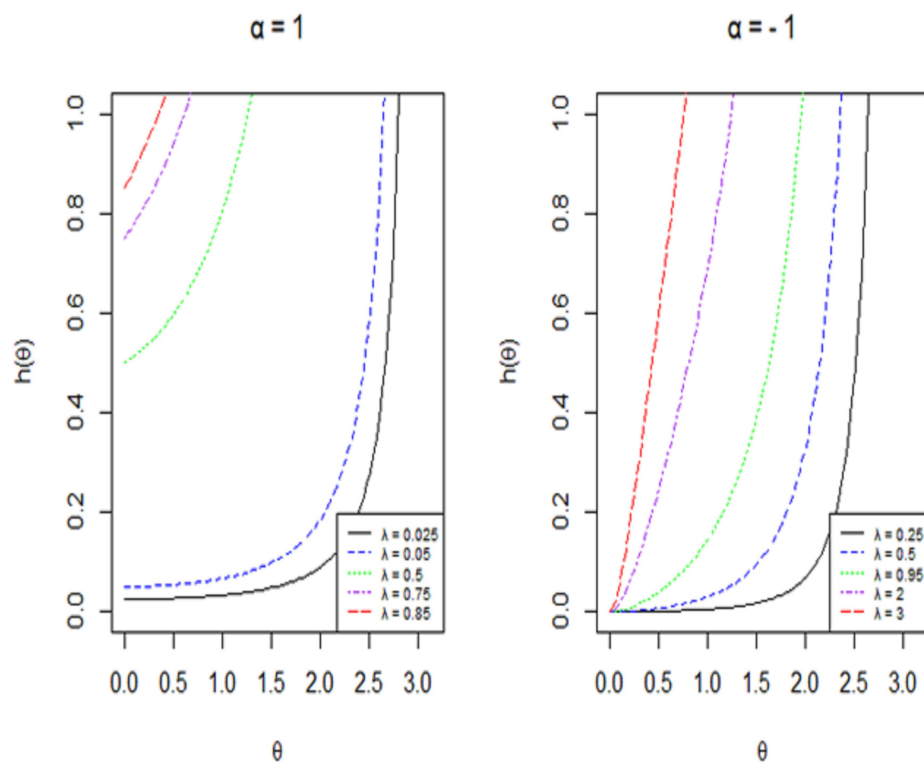 α = 1
h(θ)
1.0
0.8
0.6
0.4
0.2
0.0
λ = 0.025
λ = 0.05
λ = 0.5
λ = 0.75
λ = 0.85
0.0 0.5 1.0 1.5 2.0 2.5 3.0
θ
α = - 1
h(θ)
1.0
0.8
0.6
0.4
0.2
0.0
λ = 0.25
λ = 0.5
λ = 0.95
λ = 2
λ = 3
0.0 0.5 1.0 1.5 2.0 2.5 3.0
θ